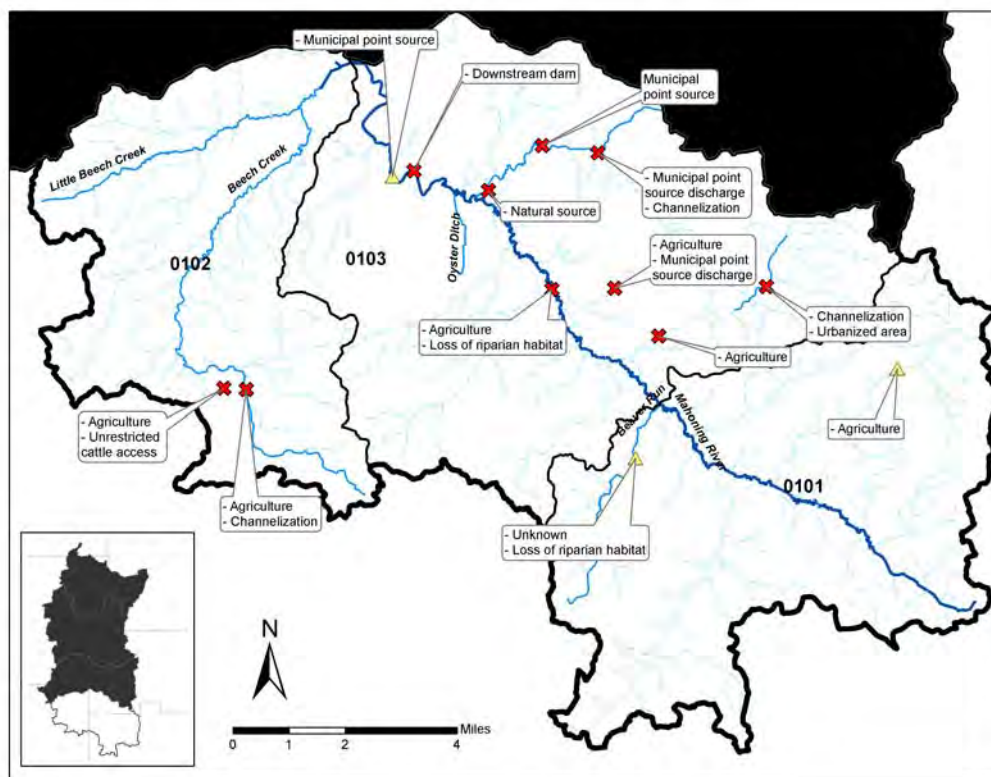 - Municipal point source
- Downstream dam
Municipal
point source
Little Beech Creek
Beech Creek
- Municipal point
source discharge
- Channelization
- Natural source
Oyster Ditch
0102
0103
- Agriculture
- Municipal point
source discharge
- Agriculture
- Loss of riparian habitat
- Channelization
- Urbanized area
- Agriculture
- Agriculture
- Unrestricted
cattle access
Beaver Run
Mahoning River
- Agriculture
0101
- Agriculture
- Channelization
- Unknown
- Loss of riparian habitat
N
Miles
0 1 2 4